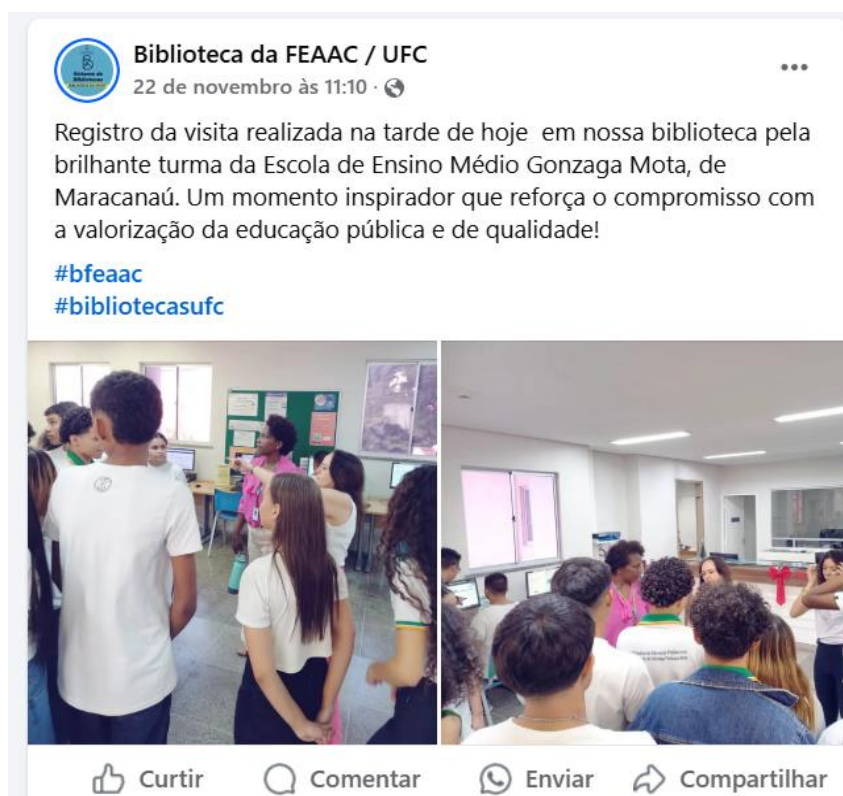 Biblioteca da FEAAC / UFC
22 de novembro às 11:10
Registro da visita realizada na tarde de hoje em nossa biblioteca pela
brilhante turma da Escola de Ensino Médio Gonzaga Mota, de
Maracanaú. Um momento inspirador que reforça o compromisso com
a valorização da educação pública e de qualidade!
#bfeaac
#bibliotecasufc
Curtir
Comentar
Enviar
Compartilhar